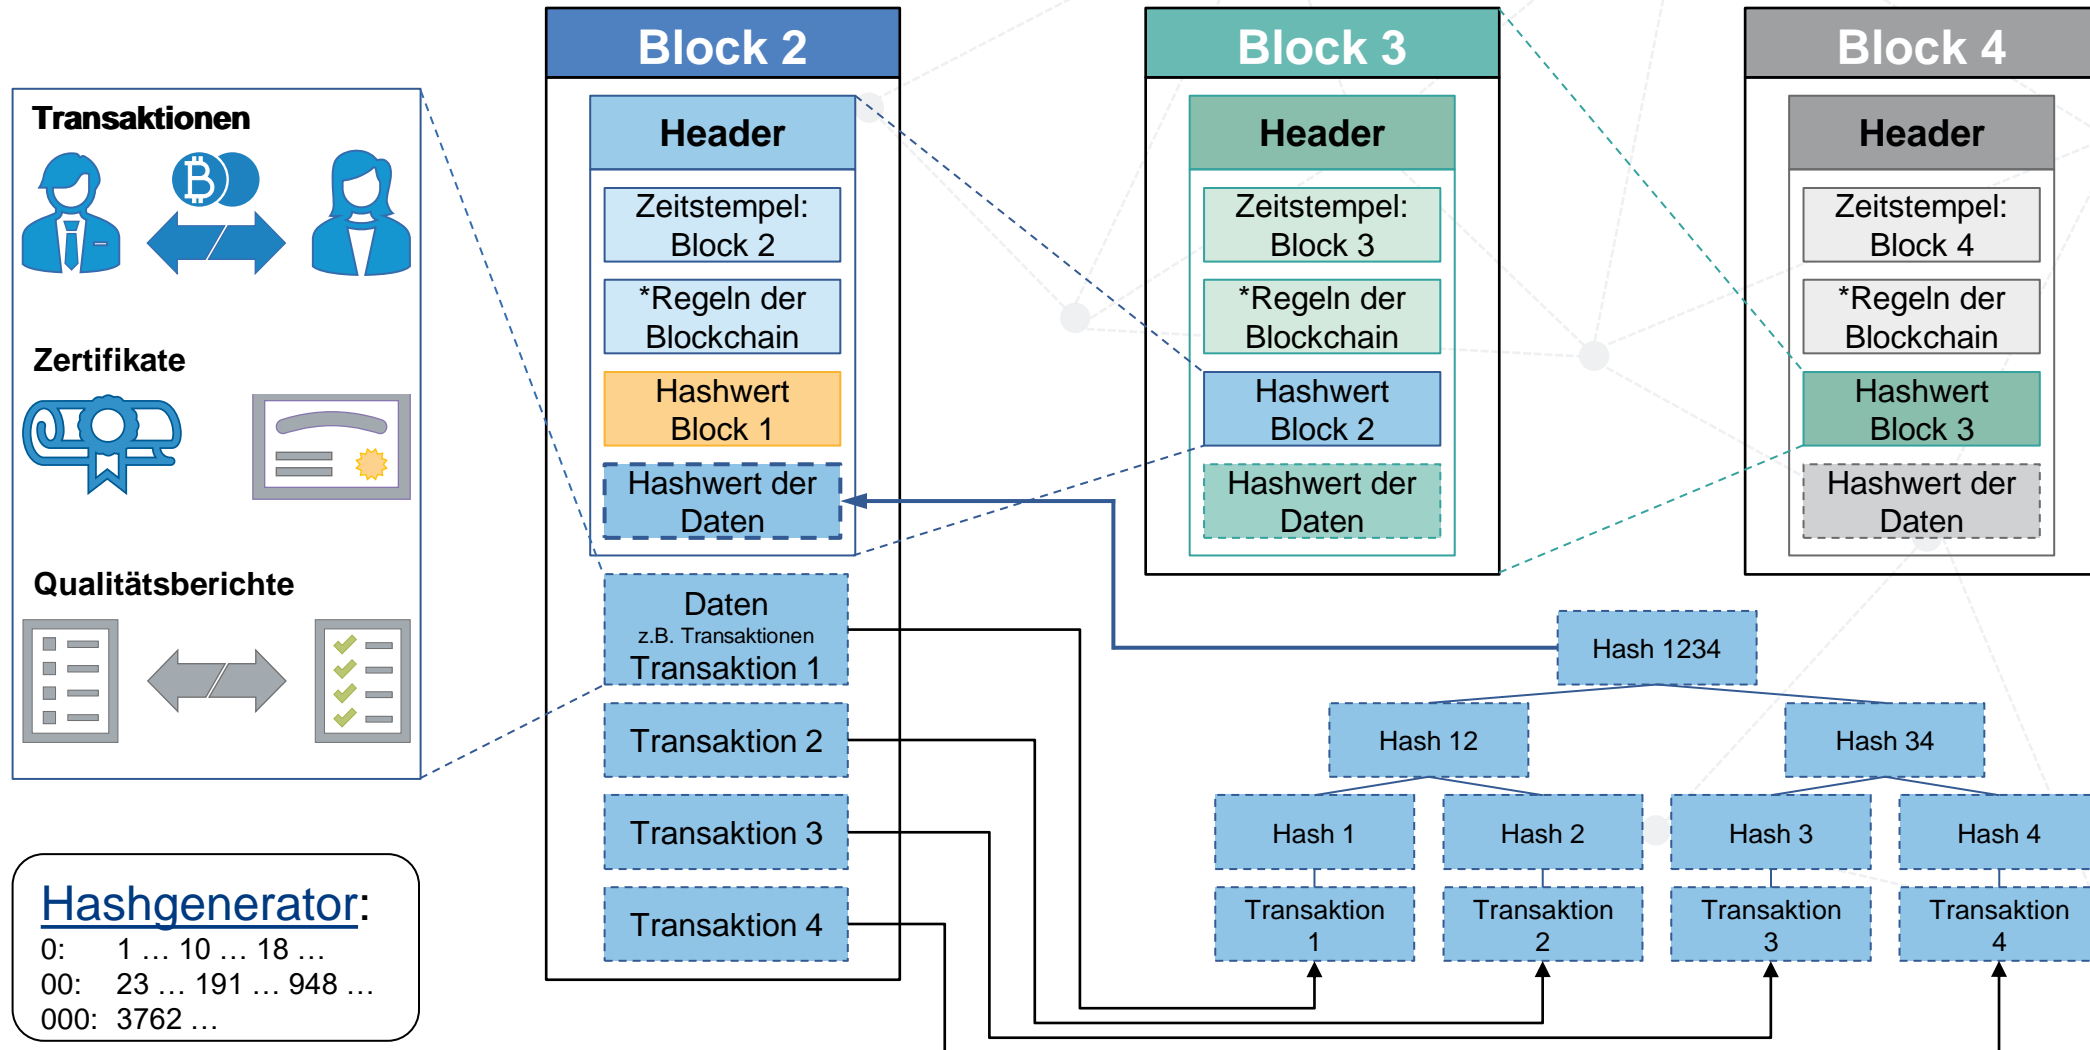 Transaktionen
Zertifikate
Qualitätsberichte
Hashgenerator:
0: 1 … 10 … 18 …
00: 23 … 191 … 948 …
000: 3762 …
Block 2
Header
Zeitstempel:
Block 2
*Regeln der
Blockchain
Hashwert
Block 1
Hashwert der
Daten
Daten
z.B. Transaktionen
Transaktion 1
Transaktion 2
Transaktion 3
Transaktion 4
Block 3
Header
Zeitstempel:
Block 3
*Regeln der
Blockchain
Hashwert
Block 2
Hashwert der
Daten
Block 4
Header
Zeitstempel:
Block 4
*Regeln der
Blockchain
Hashwert
Block 3
Hashwert der
Daten
Hash 1234
Hash 12
Hash 34
Hash 1
Hash 2
Hash 3
Hash 4
Transaktion
1
Transaktion
2
Transaktion
3
Transaktion
4